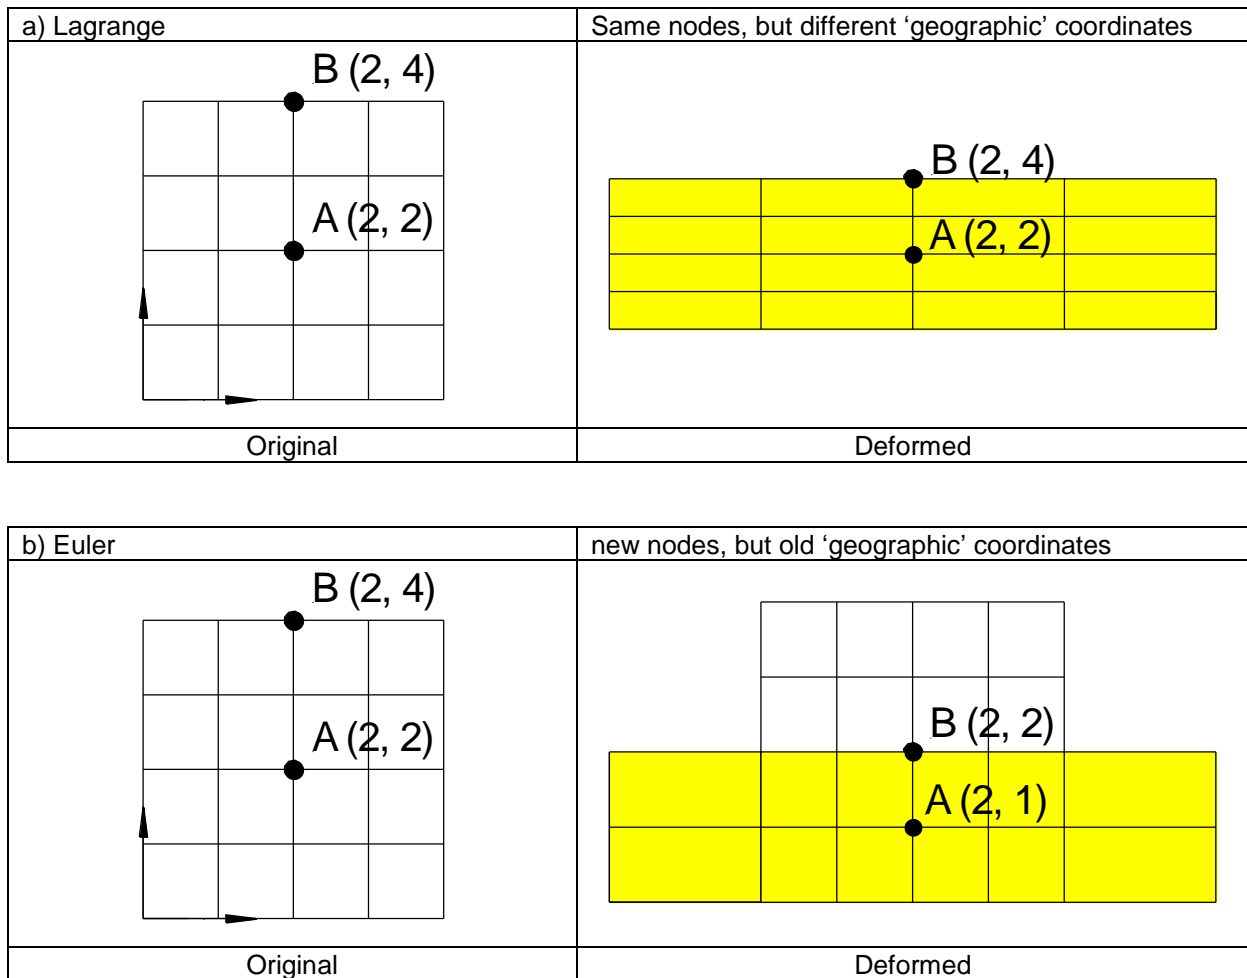 a) Lagrange
Same nodes, but different ‘geographic’ coordinates
B (2, 4)
A (2, 2)
B (2, 4)
A (2, 2)
Original
Deformed
b) Euler
new nodes, but old ‘geographic’ coordinates
B (2, 4)
A (2, 2)
B (2, 2)
A (2, 1)
Original
Deformed